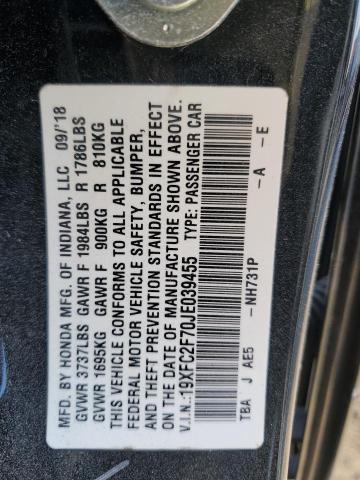 MFD. BY HONDA MFG. OF INDIANA, LLC. 09/'18
GVWR 3737LBS GAWR F 1984LBS R 1786LBS
GVWR 1695KG GAWR F 900KG R 810KG
THIS VEHICLE CONFORMS TO ALL APPLICABLE
FEDERAL MOTOR VEHICLE SAFETY, BUMPER,
AND THEFT PREVENTION STANDARDS IN EFFECT
ON THE DATE OF MANUFACTURE SHOWN ABOVE.
V.I.N.:19XFC2F70JE039455 TYPE: PASSENGER CAR
TBA J AE5 -NH731P -A -E